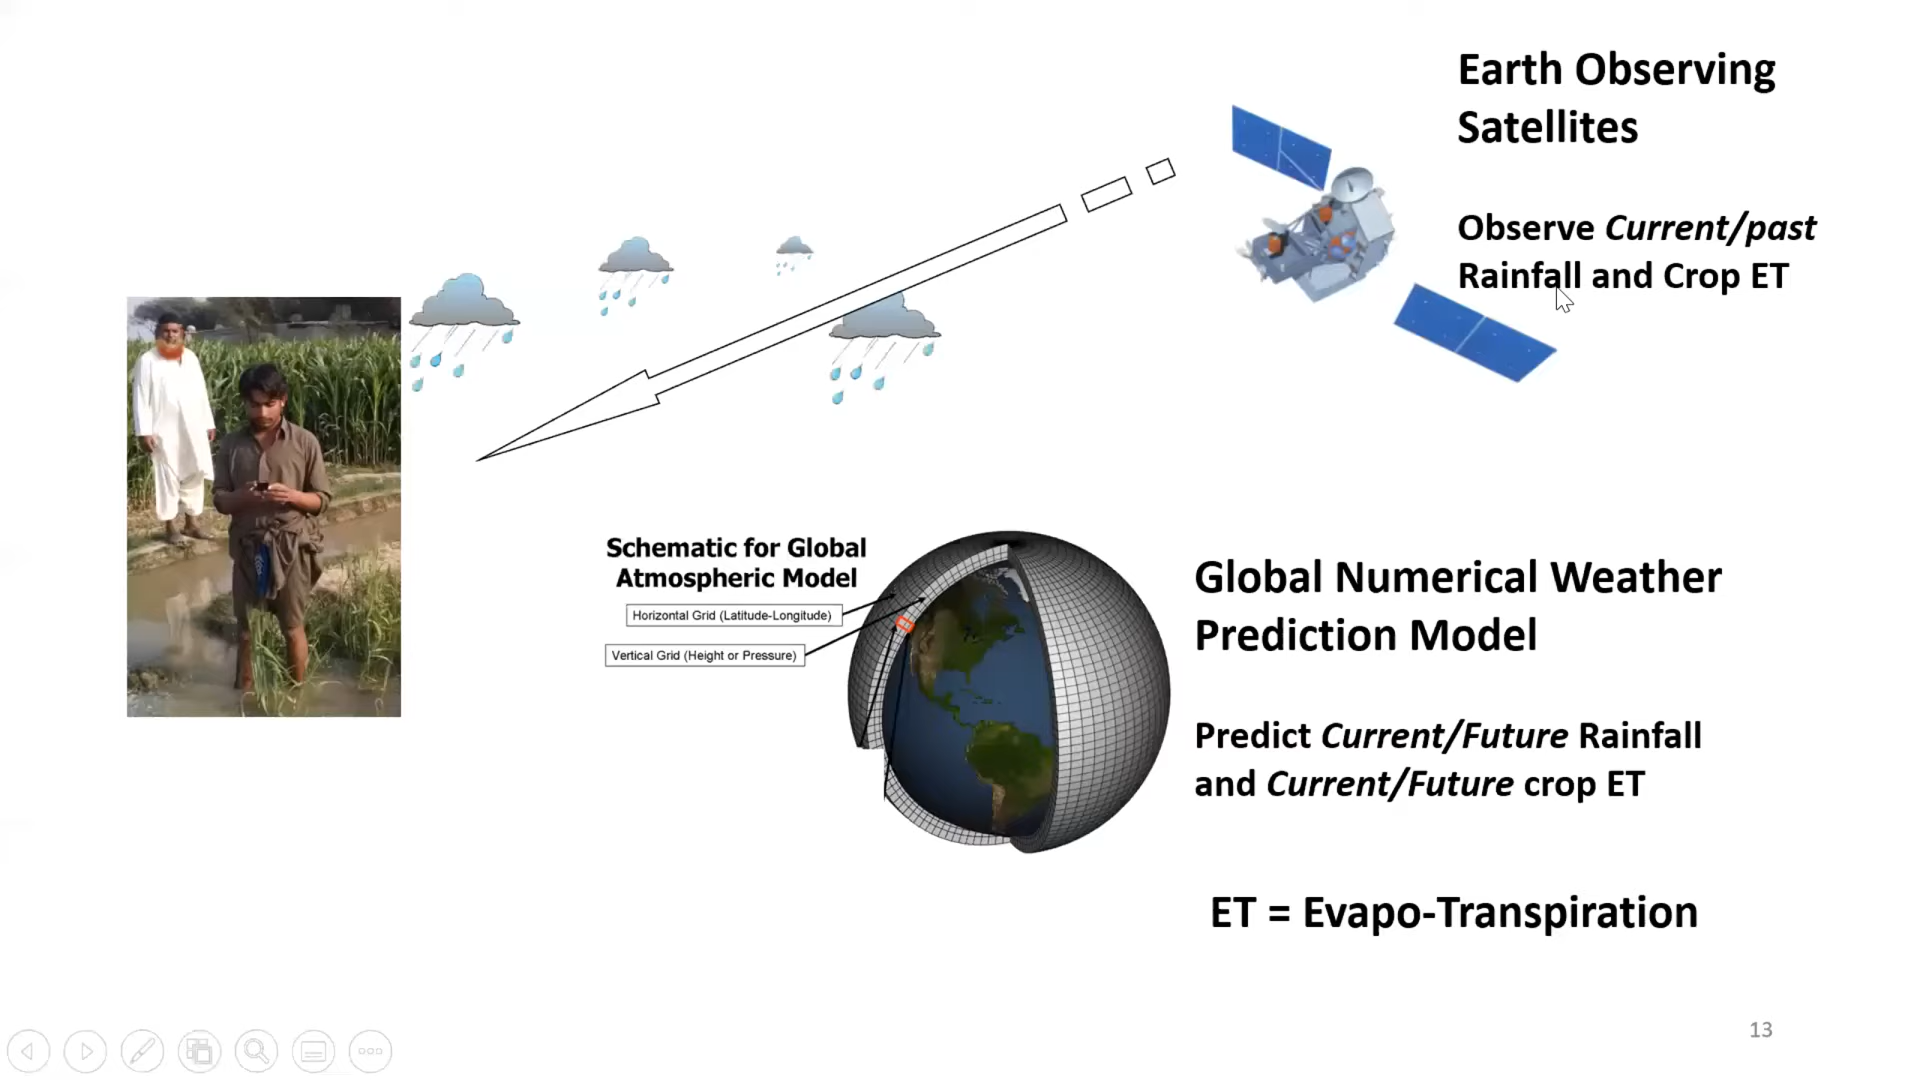 Earth Observing
Satellites
Observe Current/past
Rainfall and Crop ET
Schematic for Global
Atmospheric Model
Horizontal Grid (Latitude-Longitude)
Vertical Grid (Height or Pressure)
Global Numerical Weather
Prediction Model
Predict Current/Future Rainfall
and Current/Future crop ET
ET = Evapo-Transpiration
13